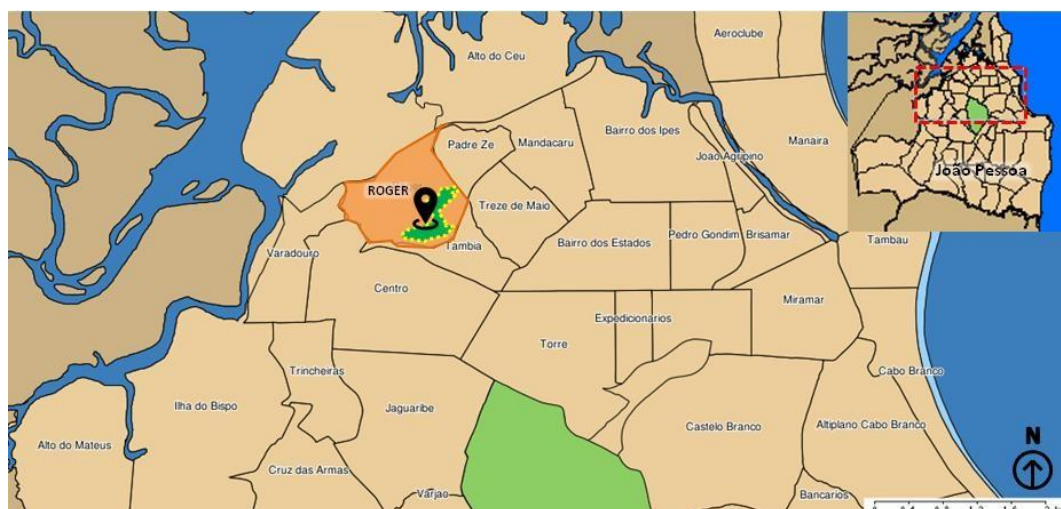 Aeroclube
Alto do Ceu
Padre Ze
Mandacaru
Bairro dos Ipes
Manaira
Joao Agripino
João Pessoa
ROGER
Treze de Maio
Tambia
Bairro dos Estados
Pedro Gondim
Brisamar
Tambau
Varadouro
Centro
Miramar
Expedicionarios
Torre
Trincheiras
Cabo Branco
Ilha do Bispo
Jaguaribe
Castelo Branco
Altiplano Cabo Branco
Alto do Mateus
Cruz das Armas
N
Varjao
Bancarios